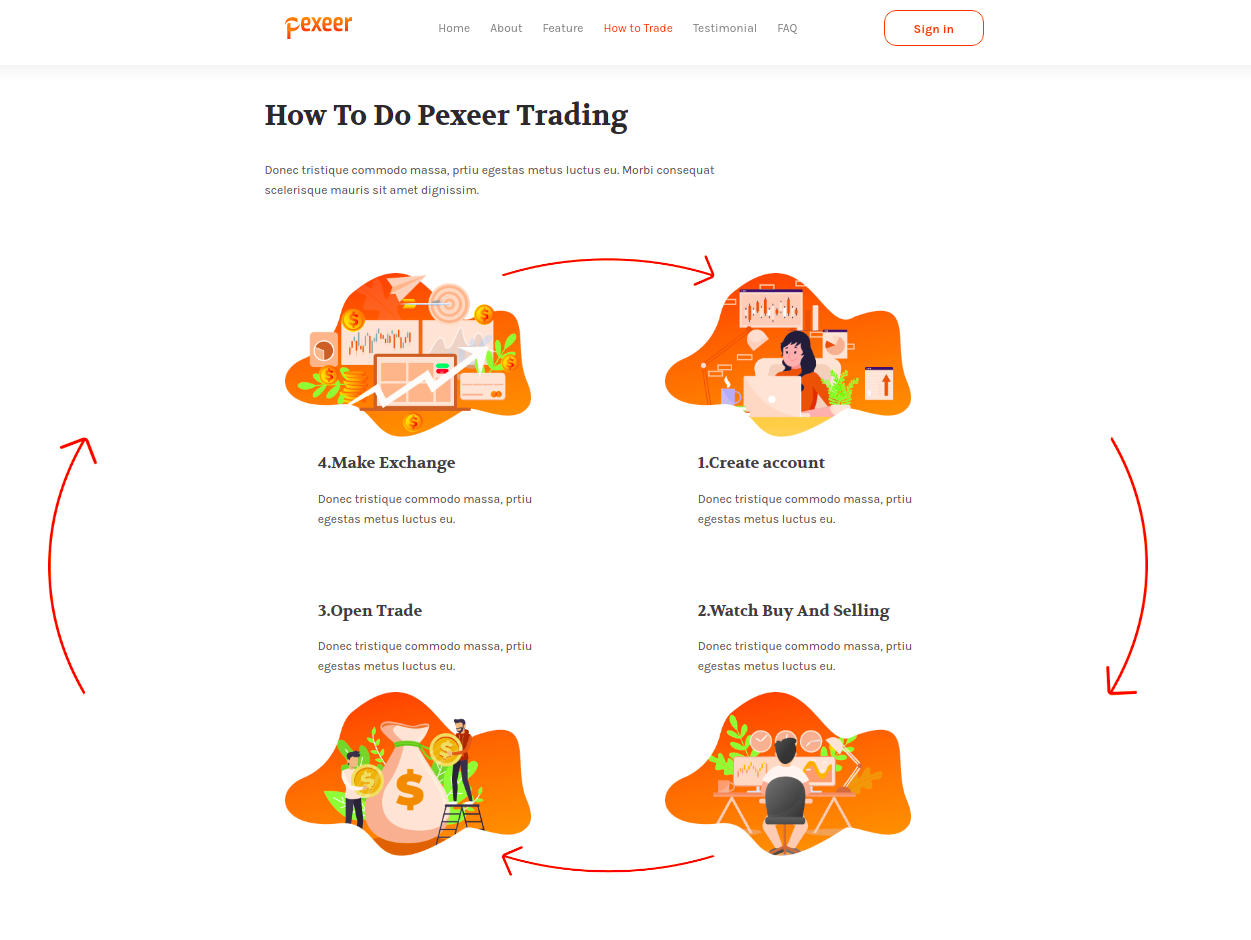 pexeer
Home About Feature How to Trade Testimonial FAQ
Sign in
How To Do Pexeer Trading
Donec tristique commodo massa, prtiu egestas metus luctus eu. Morbi consequat
scelerisque mauris sit amet dignissim.
4.Make Exchange
Donec tristique commodo massa, prtiu
egestas metus luctus eu.
1.Create account
Donec tristique commodo massa, prtiu
egestas metus luctus eu.
3.Open Trade
Donec tristique commodo massa, prtiu
egestas metus luctus eu.
2.Watch Buy And Selling
Donec tristique commodo massa, prtiu
egestas metus luctus eu.